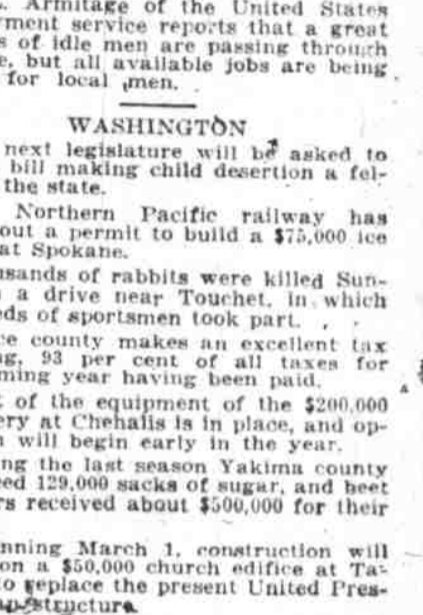 . Armitage of the United States
ment service reports that a great
s of idle men are passing through
e, but all available jobs are being
for local men.
WASHINGTON
next legislature will be asked to
bill making child desertion a fel-
the state.
Northern Pacific railway has
out a permit to build a $75,000 ice
at Spokane.
usands of rabbits were killed Sun-
a drive near Touchet, in which
eds of sportsmen took part.
ce county makes an excellent tax
ng, 93 per cent of all taxes for
ming year having been paid.
t of the equipment of the $200,000
ery at Chehalis is in place, and op-
n will begin early in the year.
ng the last season Yakima county
ced 129,000 sacks of sugar, and beet
rs received about $500,000 for their
nning March 1, construction will
on a $50,000 church edifice at Ta-
to replace the present United Pres-
structure.